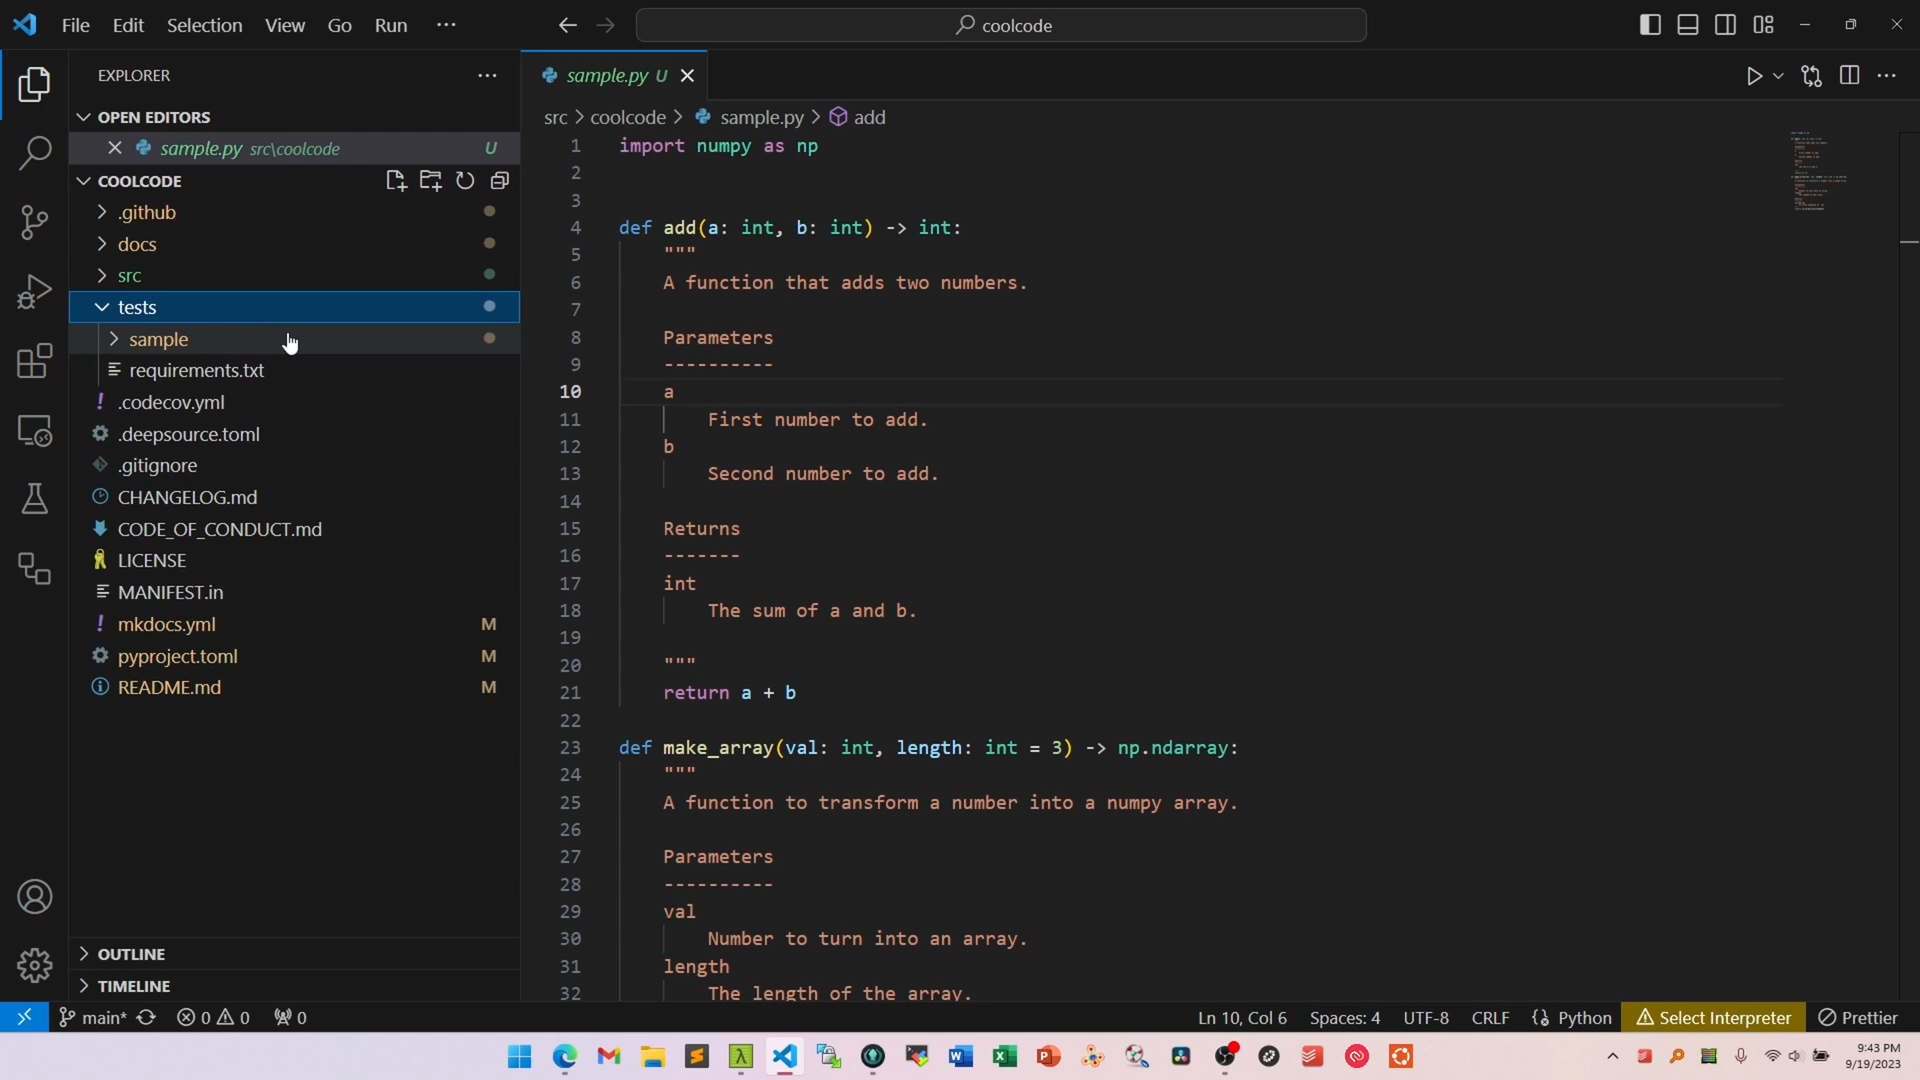 File Edit Selection View Go Run ··· coolcode
EXPLORER ···
OPEN EDITORS
sample.py src\coolcode U
COOLCODE
.github
docs
src
tests
sample
requirements.txt
.codecov.yml
.deepsource.toml
.gitignore
CHANGELOG.md
CODE_OF_CONDUCT.md
LICENSE
MANIFEST.in
mkdocs.yml M
pyproject.toml M
README.md M
OUTLINE
TIMELINE
sample.py U
src > coolcode > sample.py > add
1 import numpy as np
2
3
4 def add(a: int, b: int) -> int:
5 """
6 A function that adds two numbers.
7
8 Parameters
9 ----------
10 a
11 First number to add.
12 b
13 Second number to add.
14
15 Returns
16 -------
17 int
18 The sum of a and b.
19
20 """
21 return a + b
22
23 def make_array(val: int, length: int = 3) -> np.ndarray:
24 """
25 A function to transform a number into a numpy array.
26
27 Parameters
28 ----------
29 val
30 Number to turn into an array.
31 length
32 The length of the array.
main* 0 0 0 Ln 10, Col 6 Spaces: 4 UTF-8 CRLF Python Select Interpreter Prettier
9:43 PM
9/19/2023